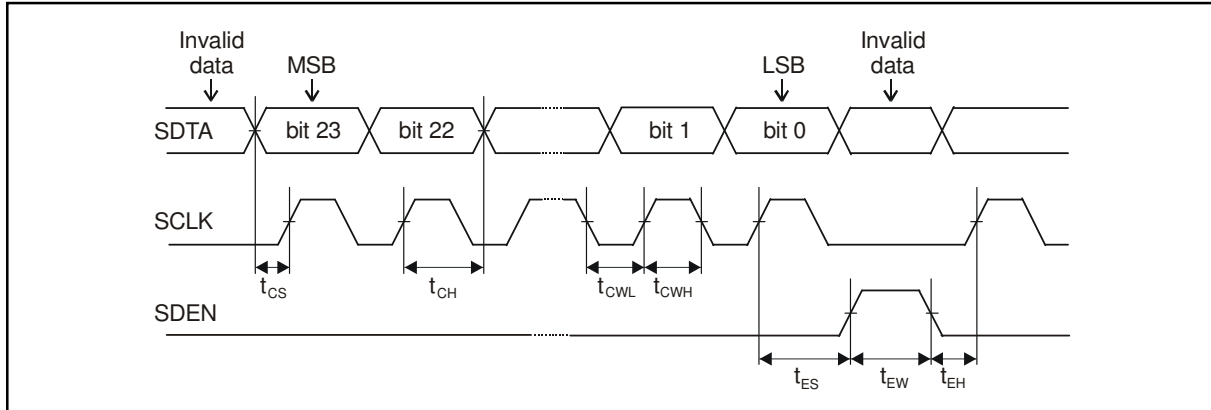 Invalid
data
MSB
LSB
Invalid
data
SDTA
bit 23
bit 22
bit 1
bit 0
SCLK
tCS
tCH
tCWL
tCWH
SDEN
tES
tEW
tEH